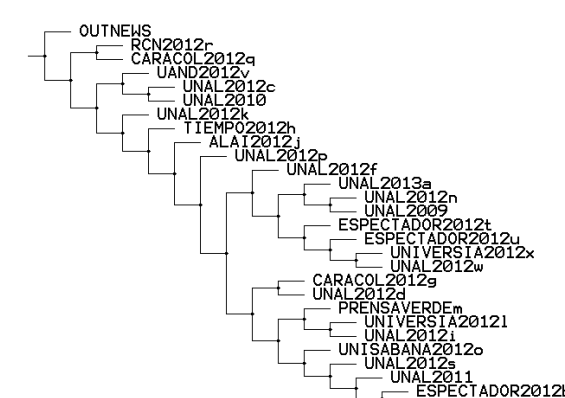 OUTNEWS
RCN2012r
CARACOL2012q
UAND2012v
UNAL2012c
UNAL2010
UNAL2012k
TIEMPO2012h
ALAI2012j
UNAL2012p
UNAL2012f
UNAL2013a
UNAL2012n
UNAL2009
ESPECTADOR2012t
ESPECTADOR2012u
UNIVERSIA2012x
UNAL2012w
CARACOL2012g
UNAL2012d
PRENSAVERDEm
UNIVERSIA2012l
UNAL2012i
UNISABANA2012o
UNAL2012s
UNAL2011
ESPECTADOR2012b